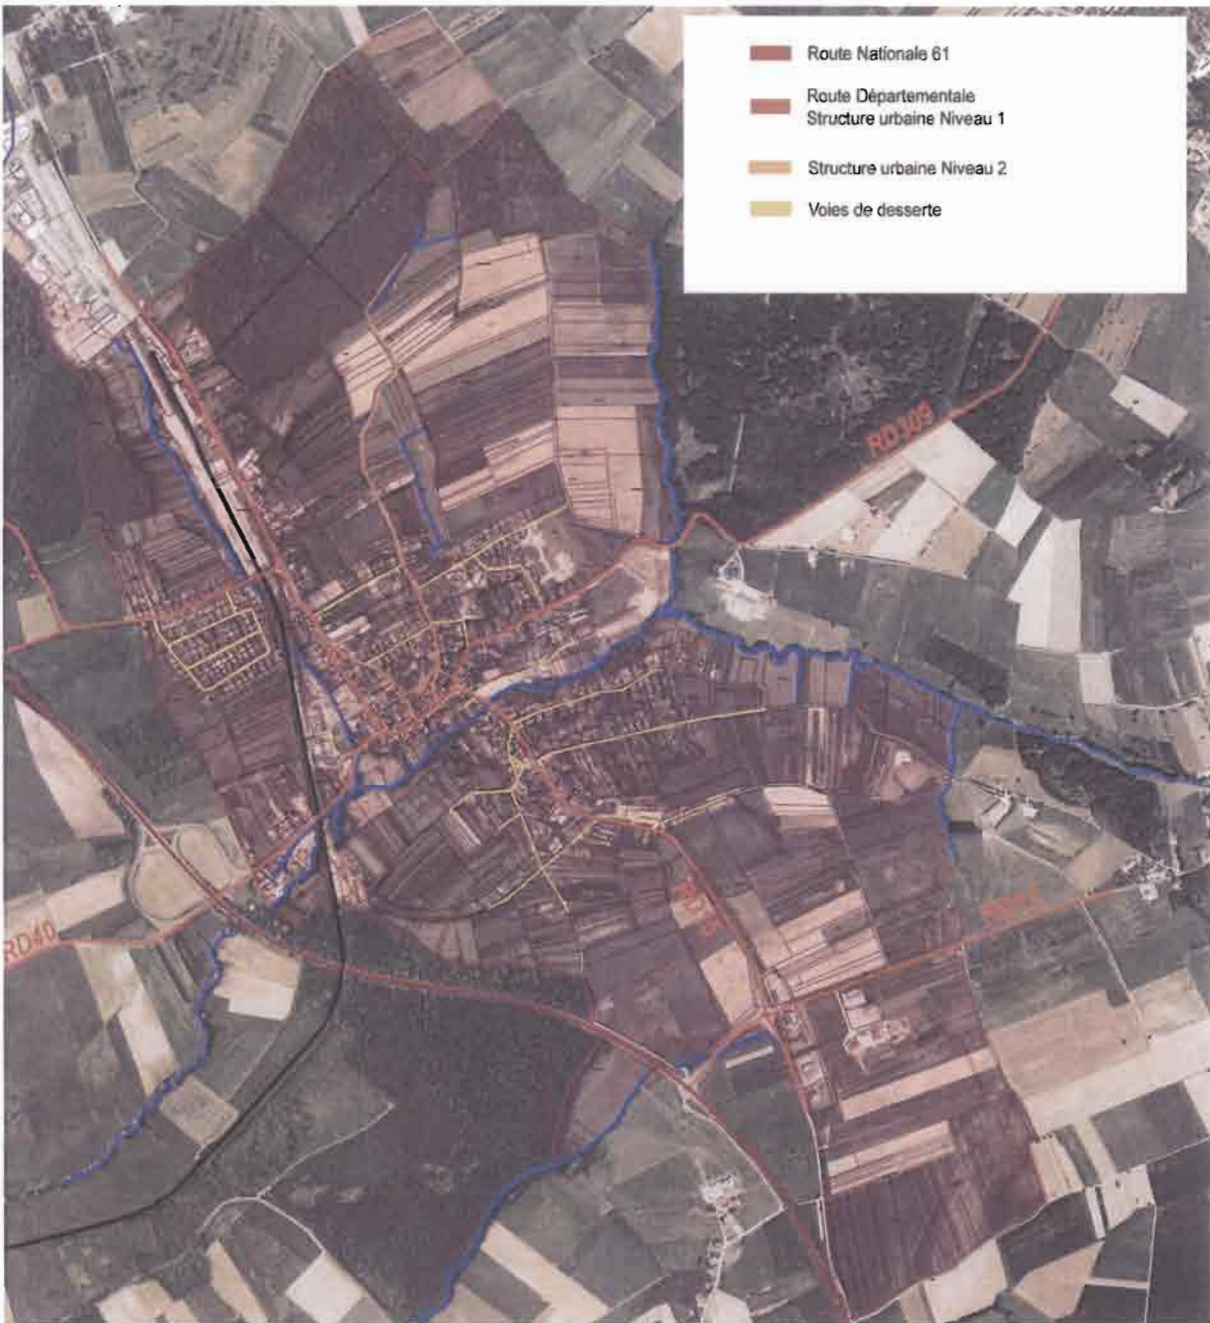 Route Nationale 61
Route Départementale
Structure urbaine Niveau 1
Structure urbaine Niveau 2
Voies de desserte
RD309
RD40